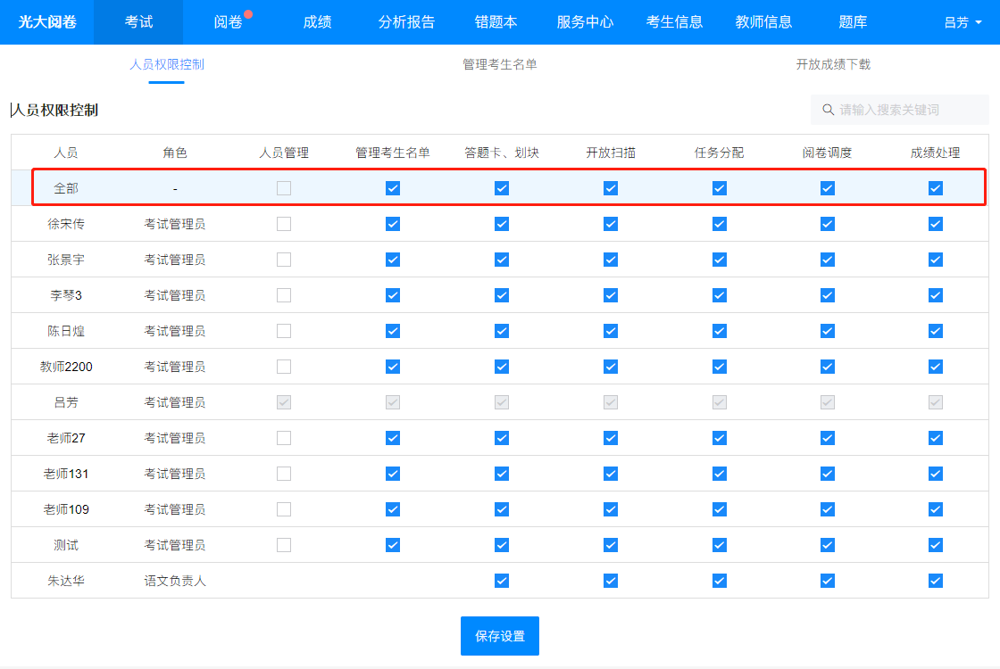 光大阅卷 考试 阅卷 成绩 分析报告 错题本 服务中心 考生信息 教师信息 题库 吕芳
人员权限控制 管理考生名单 开放成绩下载
人员权限控制 请输入搜索关键词
人员 角色 人员管理 管理考生名单 答题卡、划块 开放扫描 任务分配 阅卷调度 成绩处理
全部 -
徐宋传 考试管理员
张景宇 考试管理员
李琴3 考试管理员
陈日煌 考试管理员
教师2200 考试管理员
吕芳 考试管理员
老师27 考试管理员
老师131 考试管理员
老师109 考试管理员
测试 考试管理员
朱达华 语文负责人
保存设置